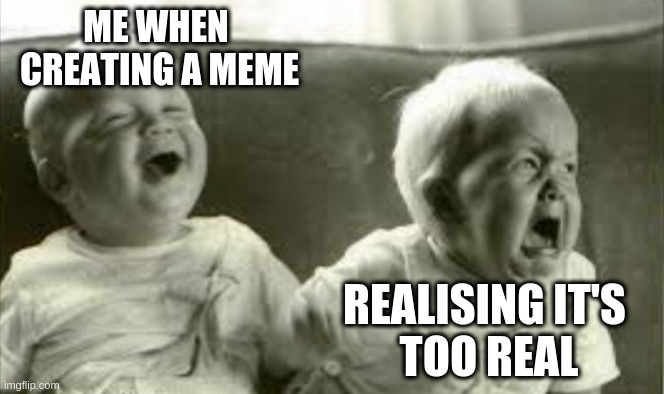 ME WHEN
CREATING A MEME
REALISING IT'S
TOO REAL
imgflip.com